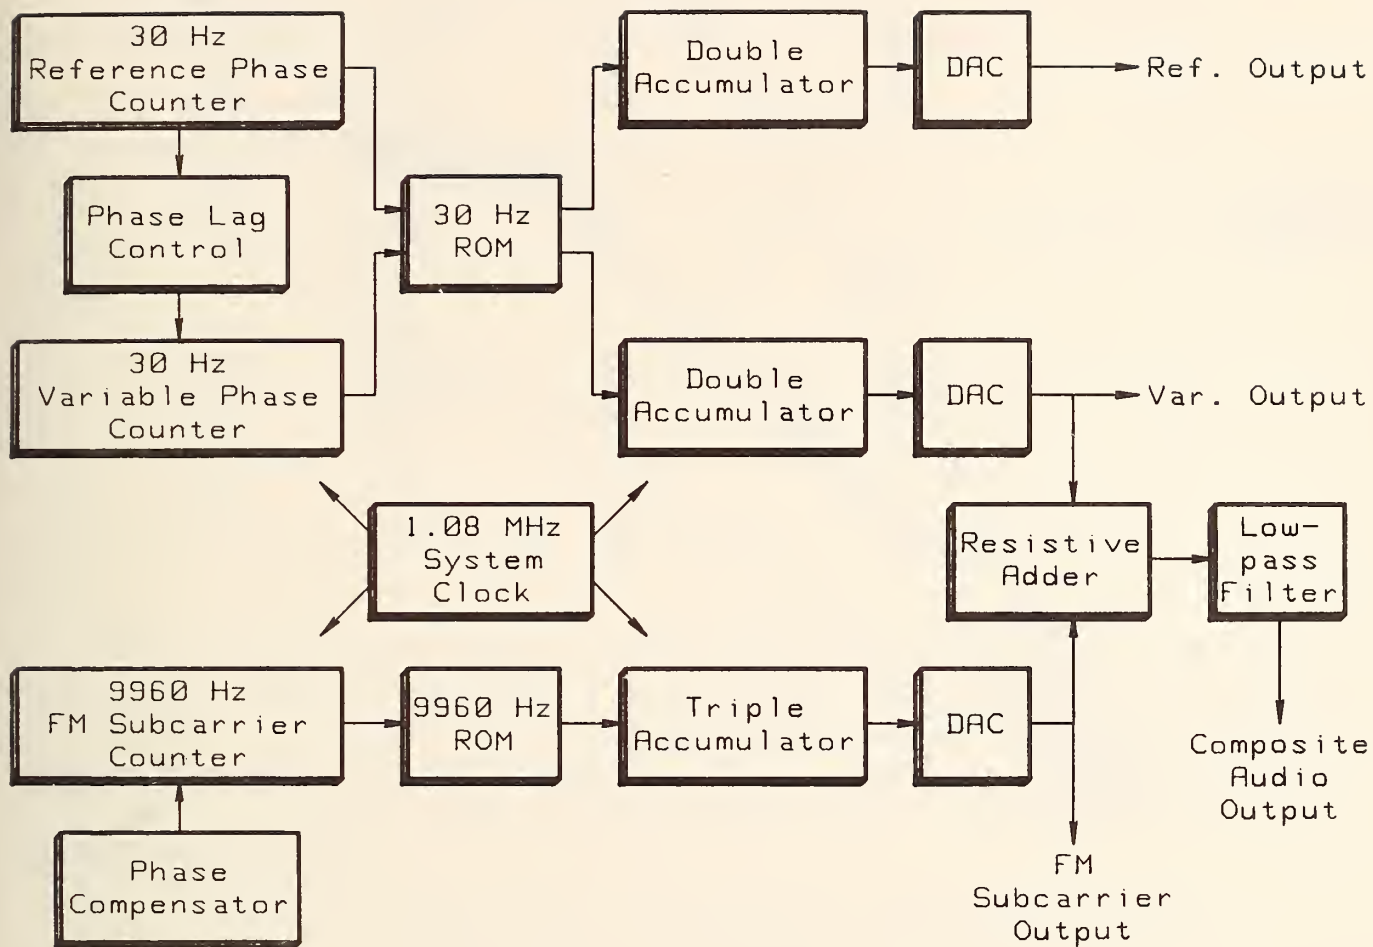 30 Hz
Reference Phase
Counter
Double
Accumulator
DAC
Ref. Output
Phase Lag
Control
30 Hz
ROM
30 Hz
Variable Phase
Counter
Double
Accumulator
DAC
Var. Output
1.08 MHz
System
Clock
Resistive
Adder
Low-
pass
Filter
9960 Hz
FM Subcarrier
Counter
9960 Hz
ROM
Triple
Accumulator
DAC
Composite
Audio
Output
Phase
Compensator
FM
Subcarrier
Output